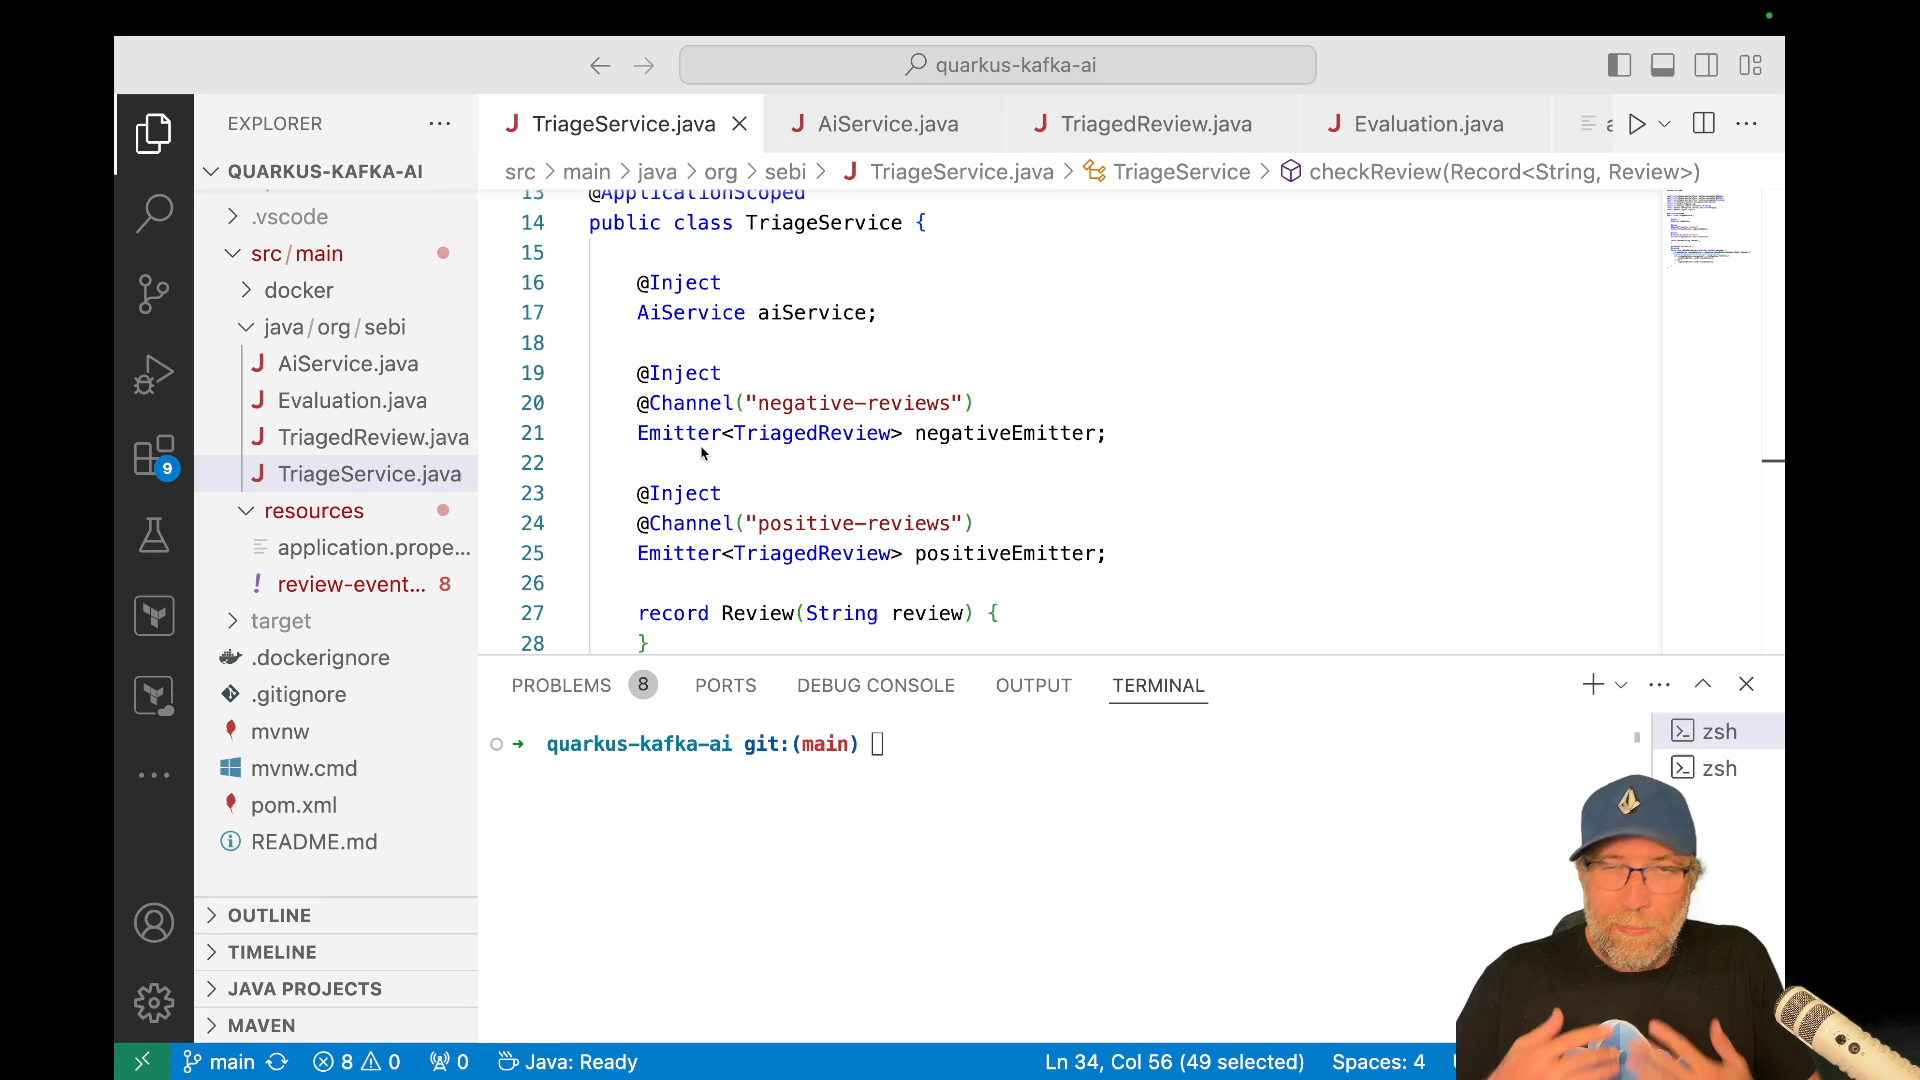 quarkus-kafka-ai
EXPLORER
QUARKUS-KAFKA-AI
.vscode
src/main
docker
java/org/sebi
AiService.java
Evaluation.java
TriagedReview.java
TriageService.java
resources
application.prope...
! review-event... 8
target
.dockerignore
.gitignore
mvnw
mvnw.cmd
pom.xml
README.md
OUTLINE
TIMELINE
JAVA PROJECTS
MAVEN
9
J TriageService.java
J AiService.java
J TriagedReview.java
J Evaluation.java
src > main > java > org > sebi > J TriageService.java > TriageService > checkReview(Record<String, Review>)
13 @ApplicationScoped
14 public class TriageService {
15
16 @Inject
17 AiService aiService;
18
19 @Inject
20 @Channel("negative-reviews")
21 Emitter<TriagedReview> negativeEmitter;
22
23 @Inject
24 @Channel("positive-reviews")
25 Emitter<TriagedReview> positiveEmitter;
26
27 record Review(String review) {
28 }
PROBLEMS 8 PORTS DEBUG CONSOLE OUTPUT TERMINAL
quarkus-kafka-ai git:(main)
zsh
zsh
main 8 0 0 Java: Ready Ln 34, Col 56 (49 selected) Spaces: 4